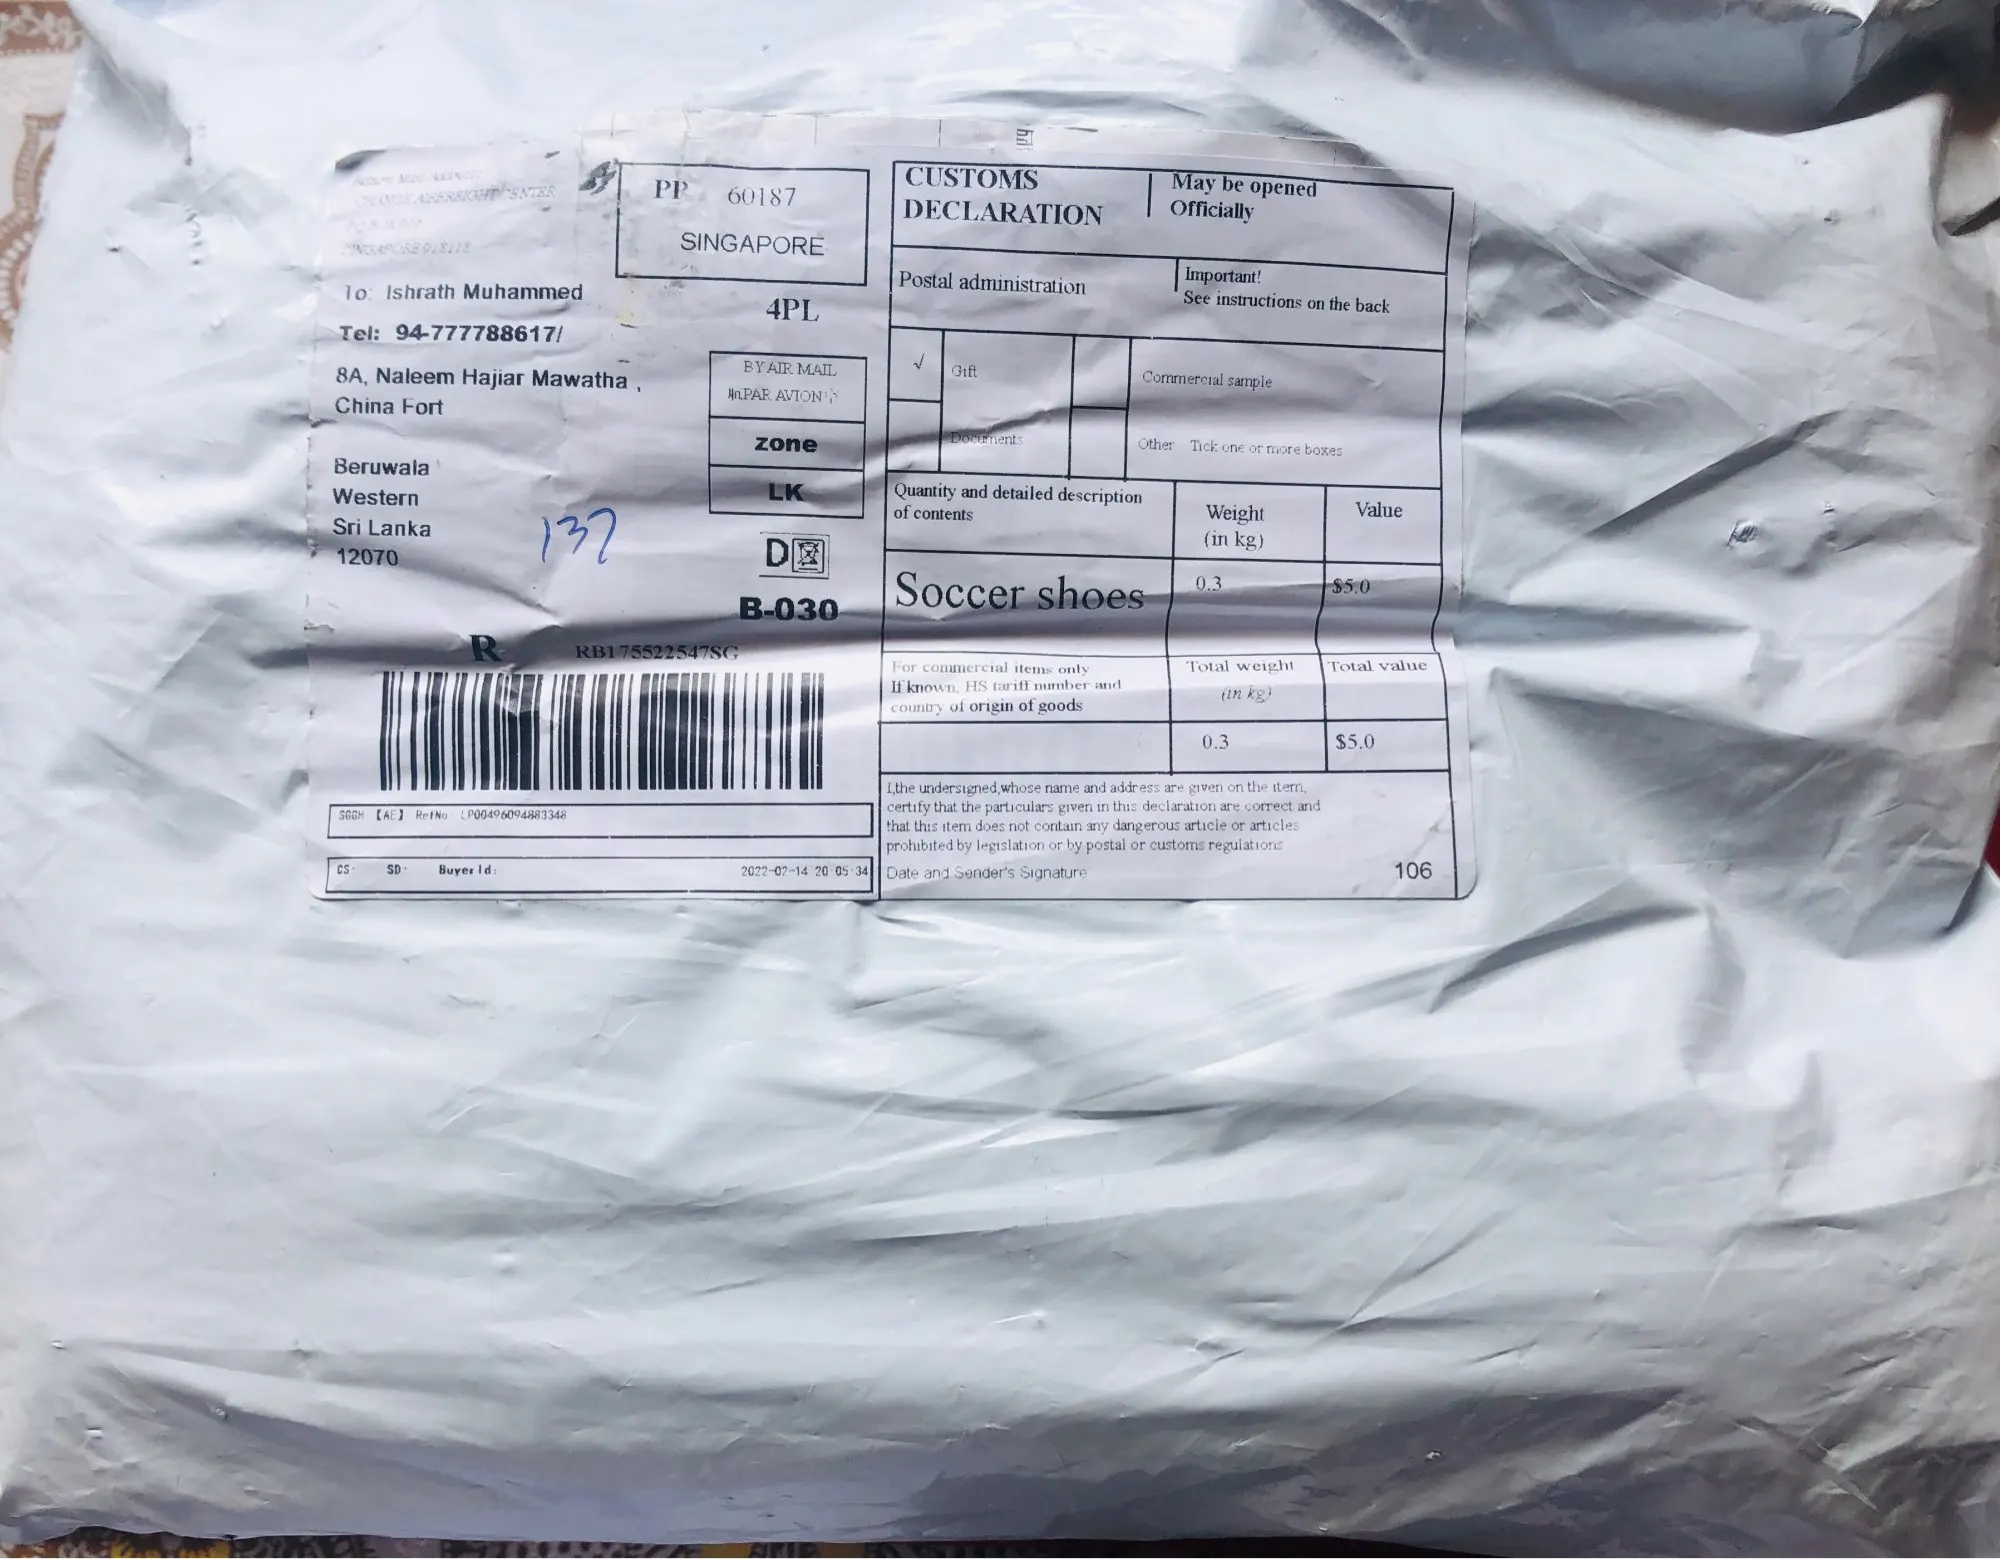 PP 60187
SINGAPORE
To: Ishrath Muhammed
Tel: 94-777788617/
8A, Naleem Hajiar Mawatha ,
China Fort
Beruwala
Western
Sri Lanka
12070
137
4PL
BY AIR MAIL
PAR AVION
zone
LK
D
B-030
R
RB175522547SG
SGGH 【AE】 RefNo LP00496094883348
CS: SD: Buyer Id: 2022-02-14 20:05:34
CUSTOMS
DECLARATION
May be opened
Officially
Postal administration
Important!
See instructions on the back
√ Gift
Commercial sample
Documents
Other Tick one or more boxes
Quantity and detailed description
of contents
Weight
(in kg)
Value
Soccer shoes
0.3
$5.0
For commercial items only
If known, HS tariff number and
country of origin of goods
Total weight
(in kg)
Total value
0.3
$5.0
I,the undersigned,whose name and address are given on the item,
certify that the particulars given in this declaration are correct and
that this item does not contain any dangerous article or articles
prohibited by legislation or by postal or customs regulations
Date and Sender's Signature
106